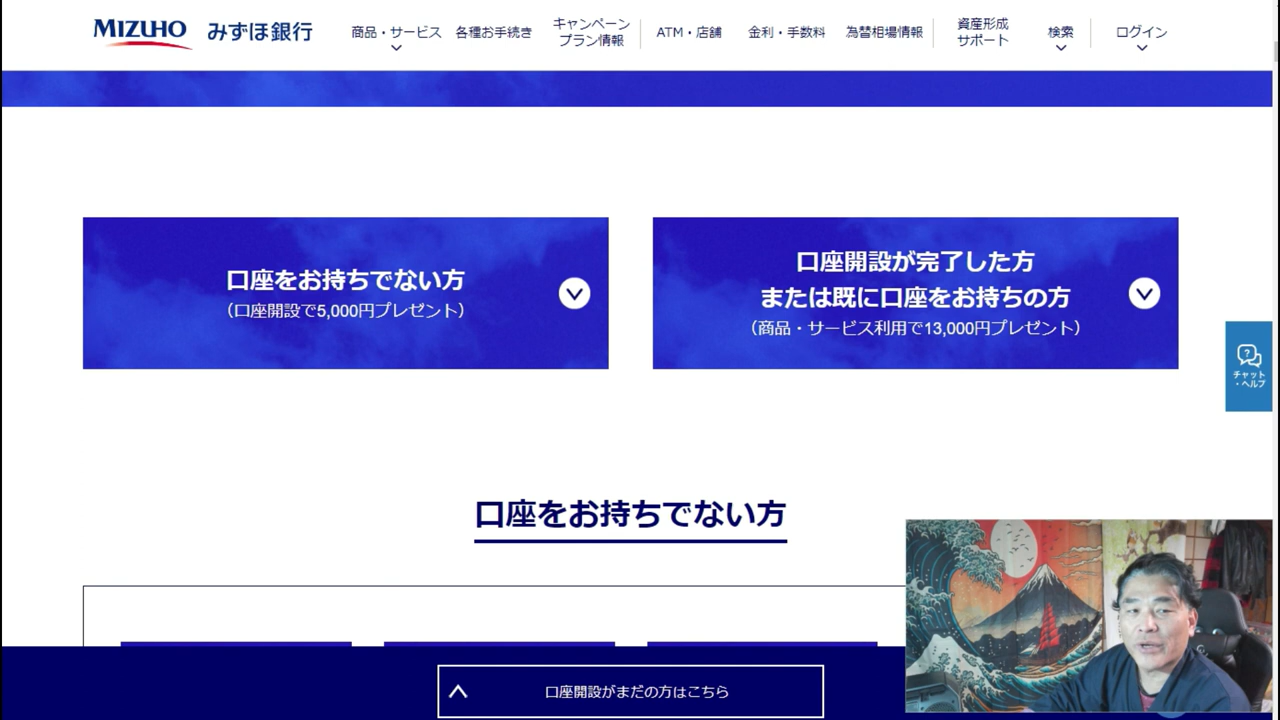 MIZUHO みずほ銀行
商品・サービス
各種お手続き
キャンペーン
プラン情報
ATM・店舗
金利・手数料
為替相場情報
資産形成
サポート
検索
ログイン
口座をお持ちでない方
（口座開設で5,000円プレゼント）
口座開設が完了した方
または既に口座をお持ちの方
（商品・サービス利用で13,000円プレゼント）
チャット
・ヘルプ
口座をお持ちでない方
口座開設がまだの方はこちら